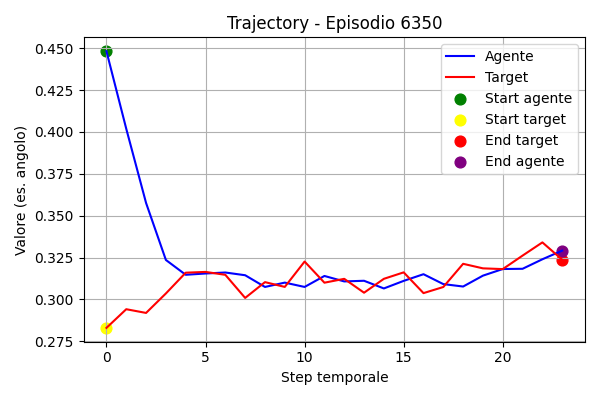 Trajectory - Episodio 6350
Valore (es. angolo)
0.450
0.425
0.400
0.375
0.350
0.325
0.300
0.275
0
5
10
15
20
Step temporale
Agente
Target
Start agente
Start target
End target
End agente